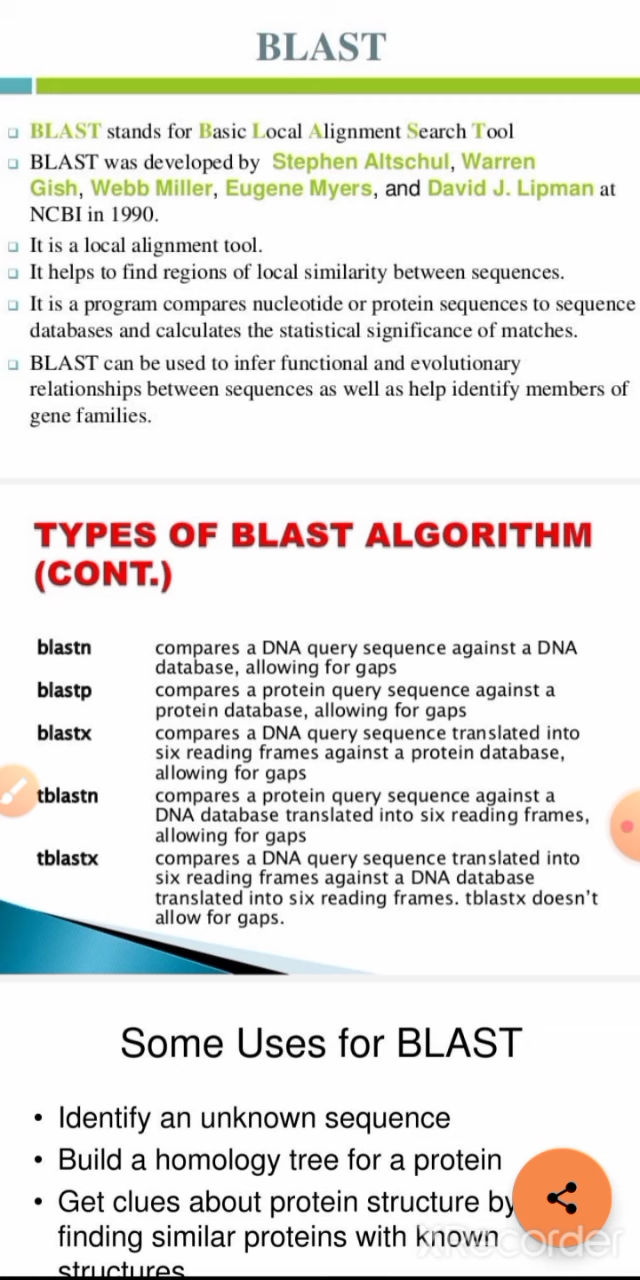 BLAST
BLAST stands for Basic Local Alignment Search Tool
BLAST was developed by Stephen Altschul, Warren
Gish, Webb Miller, Eugene Myers, and David J. Lipman at
NCBI in 1990.
It is a local alignment tool.
It helps to find regions of local similarity between sequences.
It is a program compares nucleotide or protein sequences to sequence
databases and calculates the statistical significance of matches.
BLAST can be used to infer functional and evolutionary
relationships between sequences as well as help identify members of
gene families.
TYPES OF BLAST ALGORITHM
(CONT.)
blastn compares a DNA query sequence against a DNA
database, allowing for gaps
blastp compares a protein query sequence against a
protein database, allowing for gaps
blastx compares a DNA query sequence translated into
six reading frames against a protein database,
allowing for gaps
tblastn compares a protein query sequence against a
DNA database translated into six reading frames,
allowing for gaps
tblastx compares a DNA query sequence translated into
six reading frames against a DNA database
translated into six reading frames. tblastx doesn't
allow for gaps.
Some Uses for BLAST
• Identify an unknown sequence
• Build a homology tree for a protein
• Get clues about protein structure by
finding similar proteins with known
structures
XRecorder